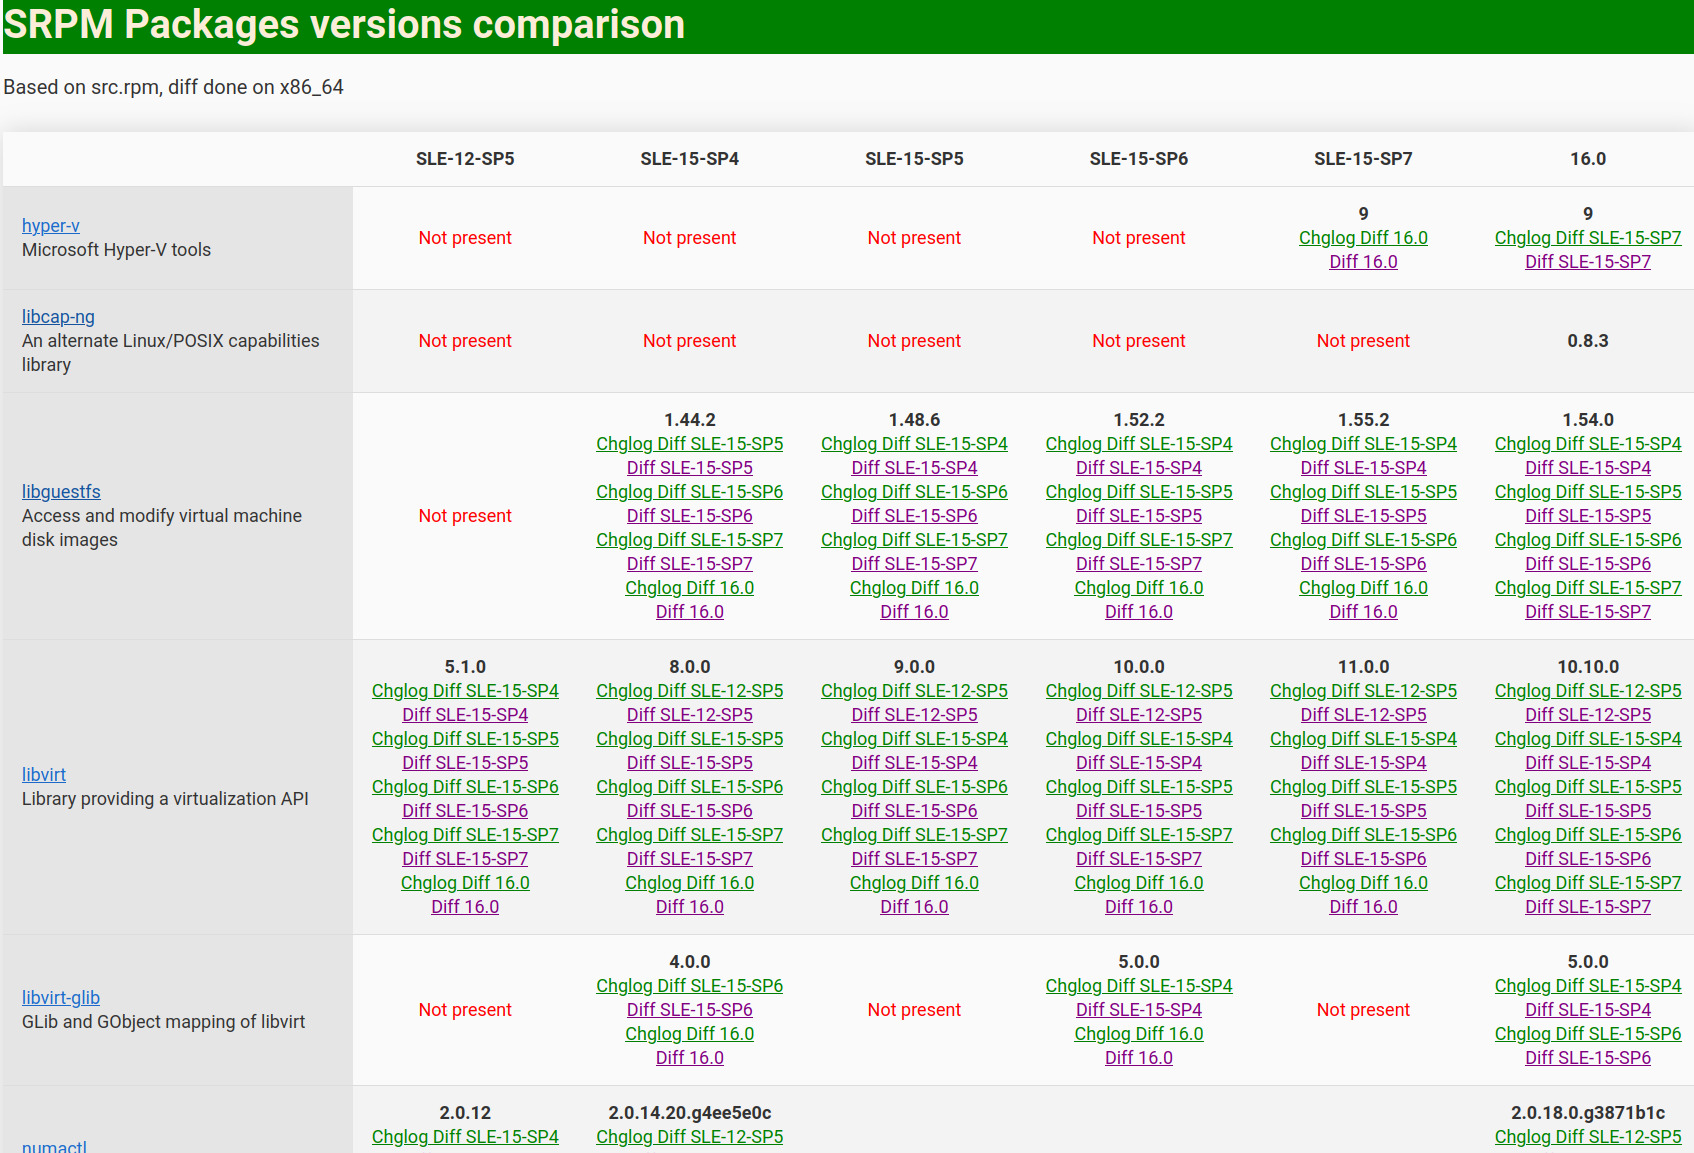 SRPM Packages versions comparison
Based on src.rpm, diff done on x86_64
SLE-12-SP5 SLE-15-SP4 SLE-15-SP5 SLE-15-SP6 SLE-15-SP7 16.0
hyper-v
Microsoft Hyper-V tools
Not present
Not present
Not present
Not present
9
Chglog Diff 16.0
Diff 16.0
9
Chglog Diff SLE-15-SP7
Diff SLE-15-SP7
libcap-ng
An alternate Linux/POSIX capabilities
library
Not present
Not present
Not present
Not present
Not present
0.8.3
libguestfs
Access and modify virtual machine
disk images
Not present
1.44.2
Chglog Diff SLE-15-SP5
Diff SLE-15-SP5
Chglog Diff SLE-15-SP6
Diff SLE-15-SP6
Chglog Diff SLE-15-SP7
Diff SLE-15-SP7
Chglog Diff 16.0
Diff 16.0
1.48.6
Chglog Diff SLE-15-SP4
Diff SLE-15-SP4
Chglog Diff SLE-15-SP6
Diff SLE-15-SP6
Chglog Diff SLE-15-SP7
Diff SLE-15-SP7
Chglog Diff 16.0
Diff 16.0
1.52.2
Chglog Diff SLE-15-SP4
Diff SLE-15-SP4
Chglog Diff SLE-15-SP5
Diff SLE-15-SP5
Chglog Diff SLE-15-SP7
Diff SLE-15-SP7
Chglog Diff 16.0
Diff 16.0
1.55.2
Chglog Diff SLE-15-SP4
Diff SLE-15-SP4
Chglog Diff SLE-15-SP5
Diff SLE-15-SP5
Chglog Diff SLE-15-SP6
Diff SLE-15-SP6
Chglog Diff 16.0
Diff 16.0
1.54.0
Chglog Diff SLE-15-SP4
Diff SLE-15-SP4
Chglog Diff SLE-15-SP5
Diff SLE-15-SP5
Chglog Diff SLE-15-SP6
Diff SLE-15-SP6
Chglog Diff SLE-15-SP7
Diff SLE-15-SP7
libvirt
Library providing a virtualization API
5.1.0
Chglog Diff SLE-15-SP4
Diff SLE-15-SP4
Chglog Diff SLE-15-SP5
Diff SLE-15-SP5
Chglog Diff SLE-15-SP6
Diff SLE-15-SP6
Chglog Diff SLE-15-SP7
Diff SLE-15-SP7
Chglog Diff 16.0
Diff 16.0
8.0.0
Chglog Diff SLE-12-SP5
Diff SLE-12-SP5
Chglog Diff SLE-15-SP5
Diff SLE-15-SP5
Chglog Diff SLE-15-SP6
Diff SLE-15-SP6
Chglog Diff SLE-15-SP7
Diff SLE-15-SP7
Chglog Diff 16.0
Diff 16.0
9.0.0
Chglog Diff SLE-12-SP5
Diff SLE-12-SP5
Chglog Diff SLE-15-SP4
Diff SLE-15-SP4
Chglog Diff SLE-15-SP6
Diff SLE-15-SP6
Chglog Diff SLE-15-SP7
Diff SLE-15-SP7
Chglog Diff 16.0
Diff 16.0
10.0.0
Chglog Diff SLE-12-SP5
Diff SLE-12-SP5
Chglog Diff SLE-15-SP4
Diff SLE-15-SP4
Chglog Diff SLE-15-SP5
Diff SLE-15-SP5
Chglog Diff SLE-15-SP7
Diff SLE-15-SP7
Chglog Diff 16.0
Diff 16.0
11.0.0
Chglog Diff SLE-12-SP5
Diff SLE-12-SP5
Chglog Diff SLE-15-SP4
Diff SLE-15-SP4
Chglog Diff SLE-15-SP5
Diff SLE-15-SP5
Chglog Diff SLE-15-SP6
Diff SLE-15-SP6
Chglog Diff 16.0
Diff 16.0
10.10.0
Chglog Diff SLE-12-SP5
Diff SLE-12-SP5
Chglog Diff SLE-15-SP4
Diff SLE-15-SP4
Chglog Diff SLE-15-SP5
Diff SLE-15-SP5
Chglog Diff SLE-15-SP6
Diff SLE-15-SP6
Chglog Diff SLE-15-SP7
Diff SLE-15-SP7
libvirt-glib
GLib and GObject mapping of libvirt
Not present
4.0.0
Chglog Diff SLE-15-SP6
Diff SLE-15-SP6
Chglog Diff 16.0
Diff 16.0
Not present
5.0.0
Chglog Diff SLE-15-SP4
Diff SLE-15-SP4
Chglog Diff 16.0
Diff 16.0
Not present
5.0.0
Chglog Diff SLE-15-SP4
Diff SLE-15-SP4
Chglog Diff SLE-15-SP6
Diff SLE-15-SP6
numactl
2.0.12
Chglog Diff SLE-15-SP4
2.0.14.20.g4ee5e0c
Chglog Diff SLE-12-SP5
2.0.18.0.g3871b1c
Chglog Diff SLE-12-SP5